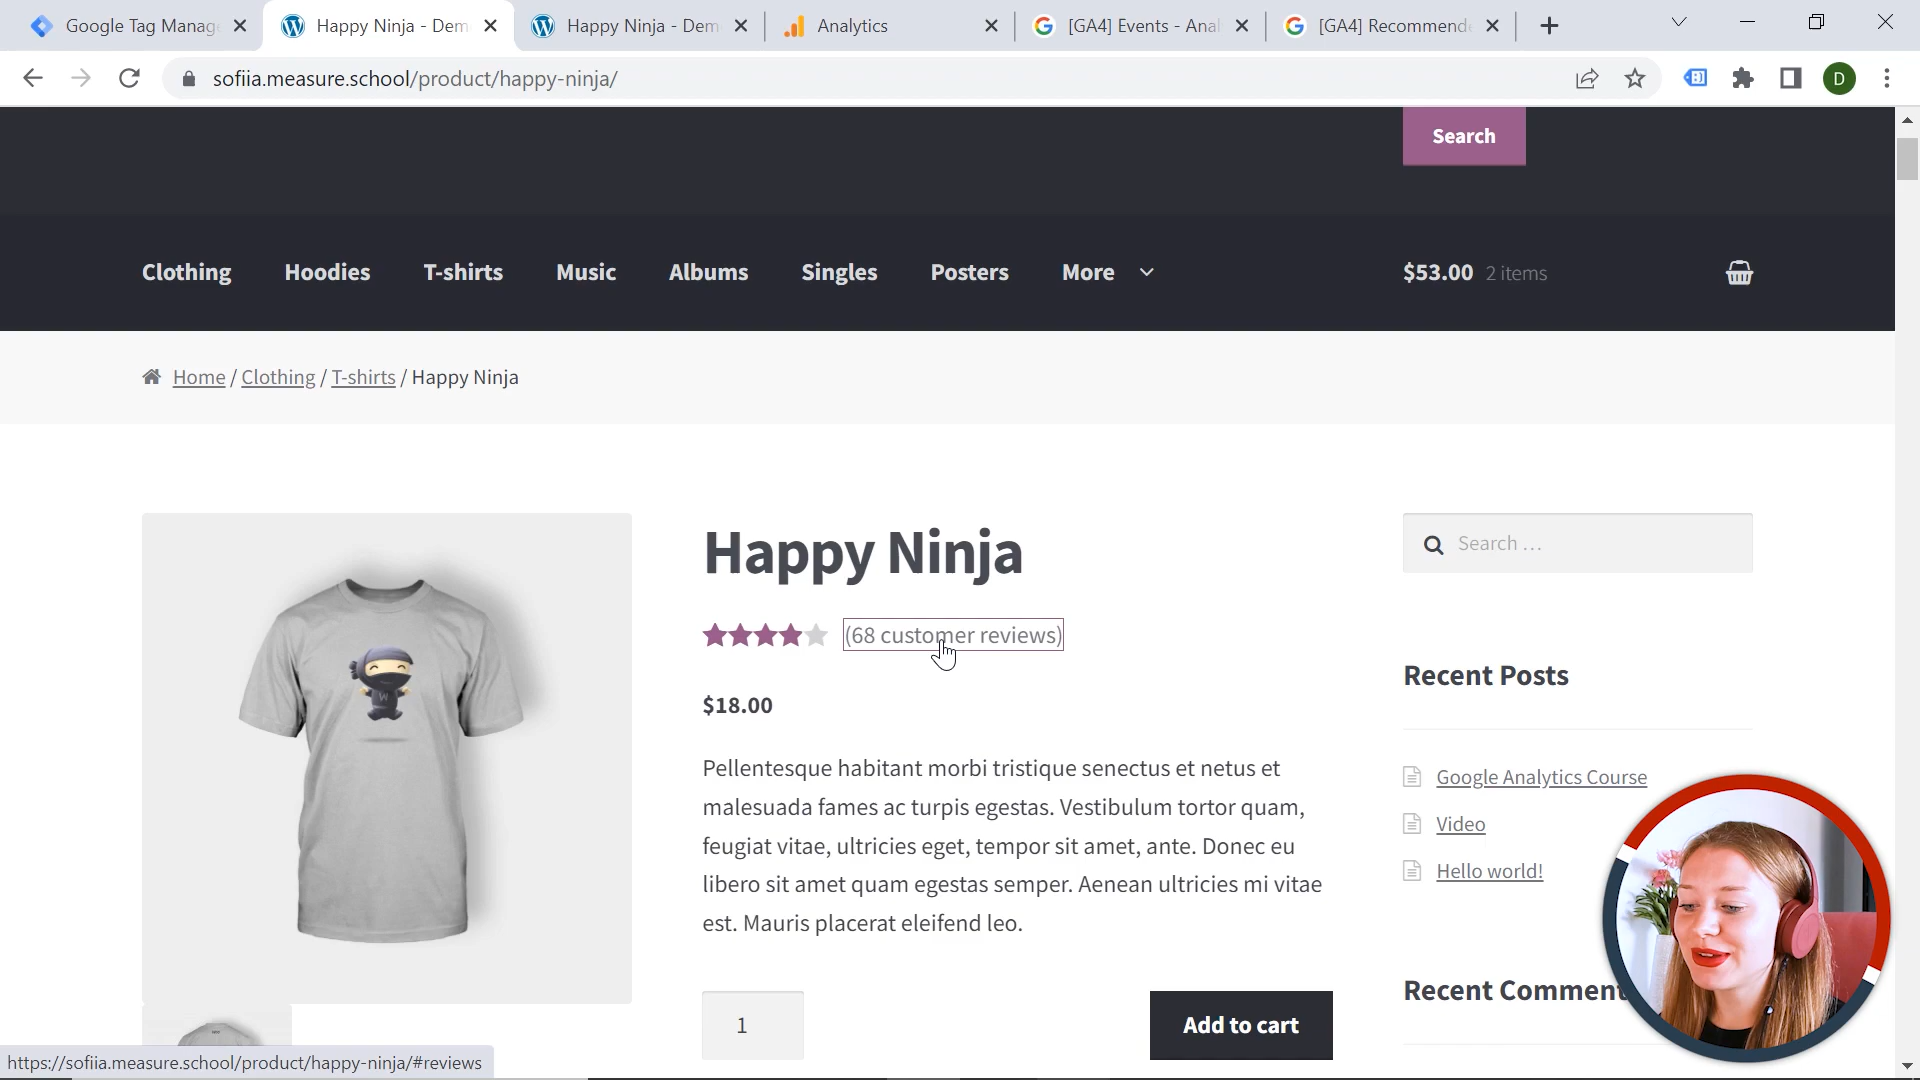 Google Tag Manag
Happy Ninja - Dem
Happy Ninja - Dem
Analytics
[GA4] Events - Anal
[GA4] Recommende
sofiia.measure.school/product/happy-ninja/
D
Search
Clothing
Hoodies
T-shirts
Music
Albums
Singles
Posters
More
$53.00 2 items
Home / Clothing / T-shirts / Happy Ninja
Happy Ninja
(68 customer reviews)
$18.00
Pellentesque habitant morbi tristique senectus et netus et
malesuada fames ac turpis egestas. Vestibulum tortor quam,
feugiat vitae, ultricies eget, tempor sit amet, ante. Donec eu
libero sit amet quam egestas semper. Aenean ultricies mi vitae
est. Mauris placerat eleifend leo.
1
Add to cart
Search …
Recent Posts
Google Analytics Course
Video
Hello world!
Recent Comment
https://sofiia.measure.school/product/happy-ninja/#reviews